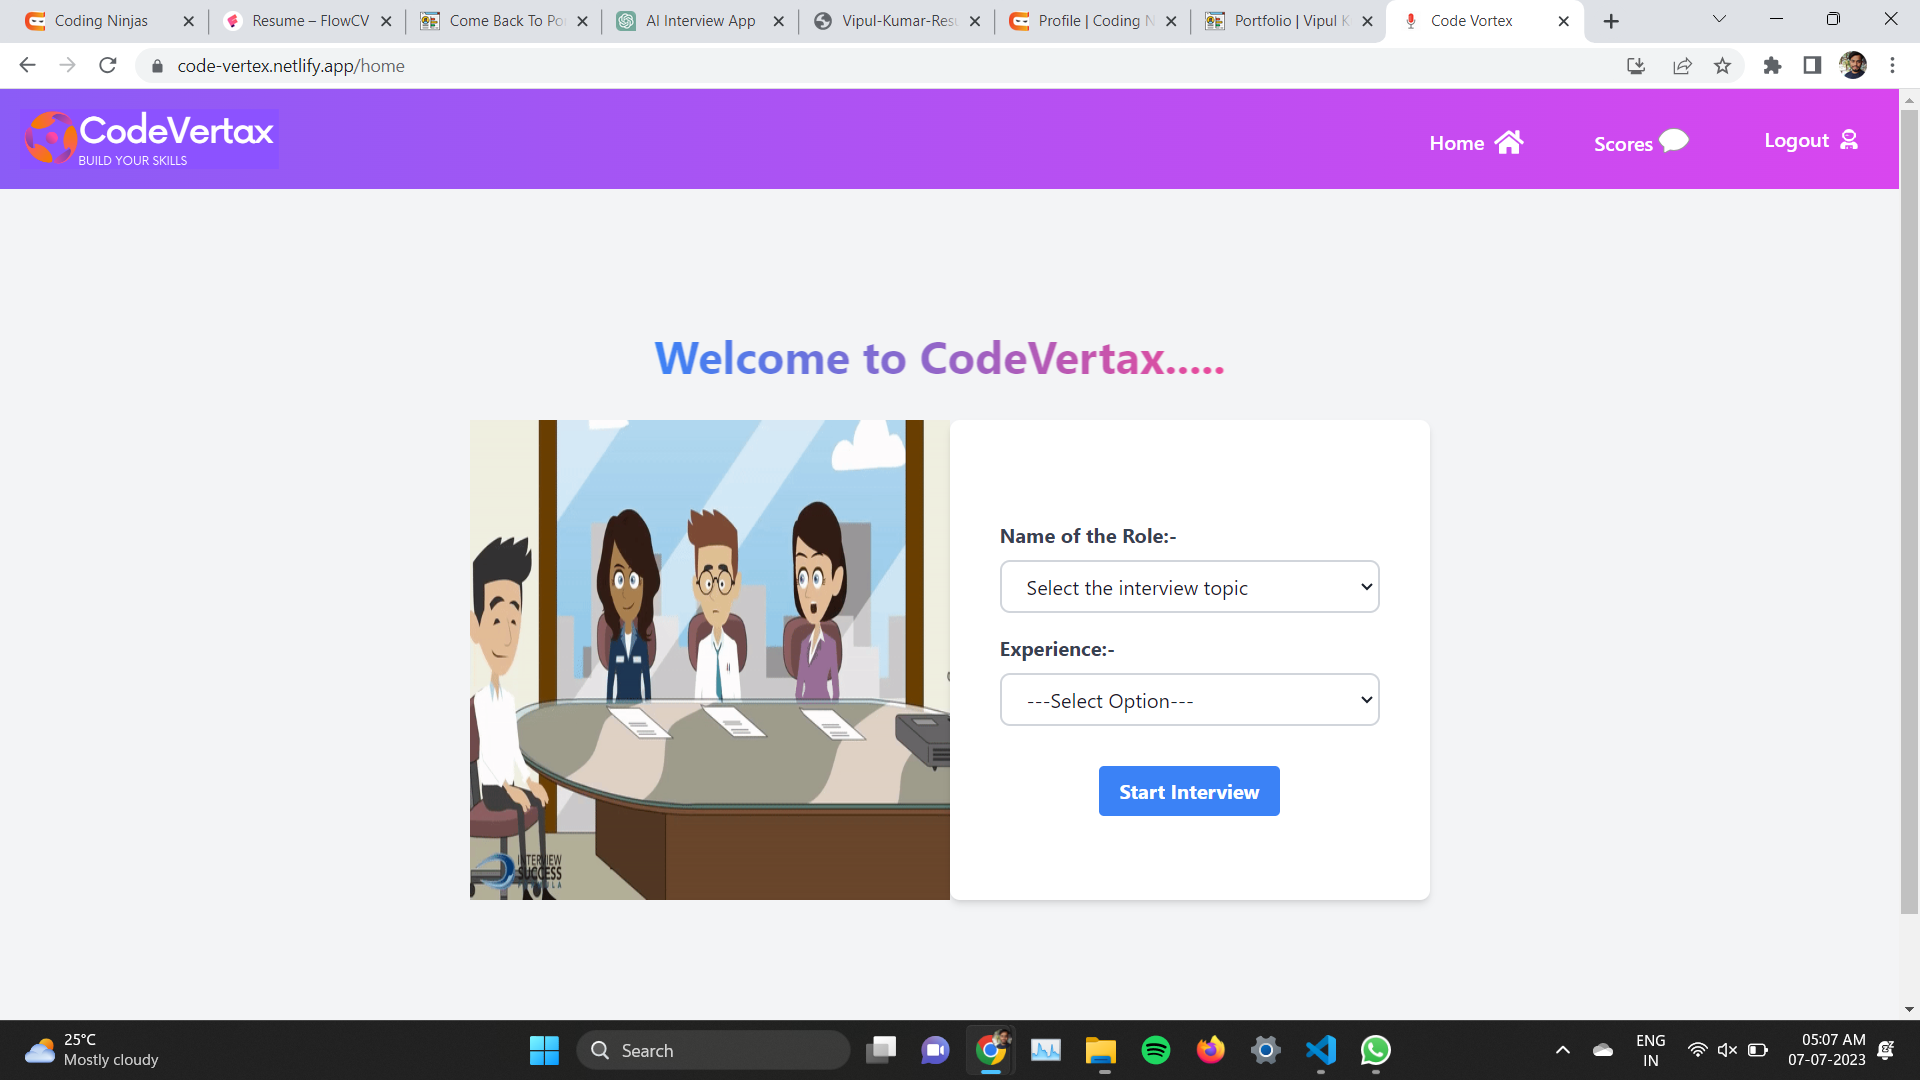 Coding Ninjas
Resume – FlowCV
Come Back To Po
AI Interview App
Vipul-Kumar-Resu
Profile | Coding N
Portfolio | Vipul K
Code Vortex
code-vertex.netlify.app/home
CodeVertax
BUILD YOUR SKILLS
Home
Scores
Logout
Welcome to CodeVertax.....
Name of the Role:-
Select the interview topic
Experience:-
---Select Option---
Start Interview
INTERVIEW
SUCCESS
FORMULA
25°C
Mostly cloudy
Search
ENG
IN
05:07 AM
07-07-2023